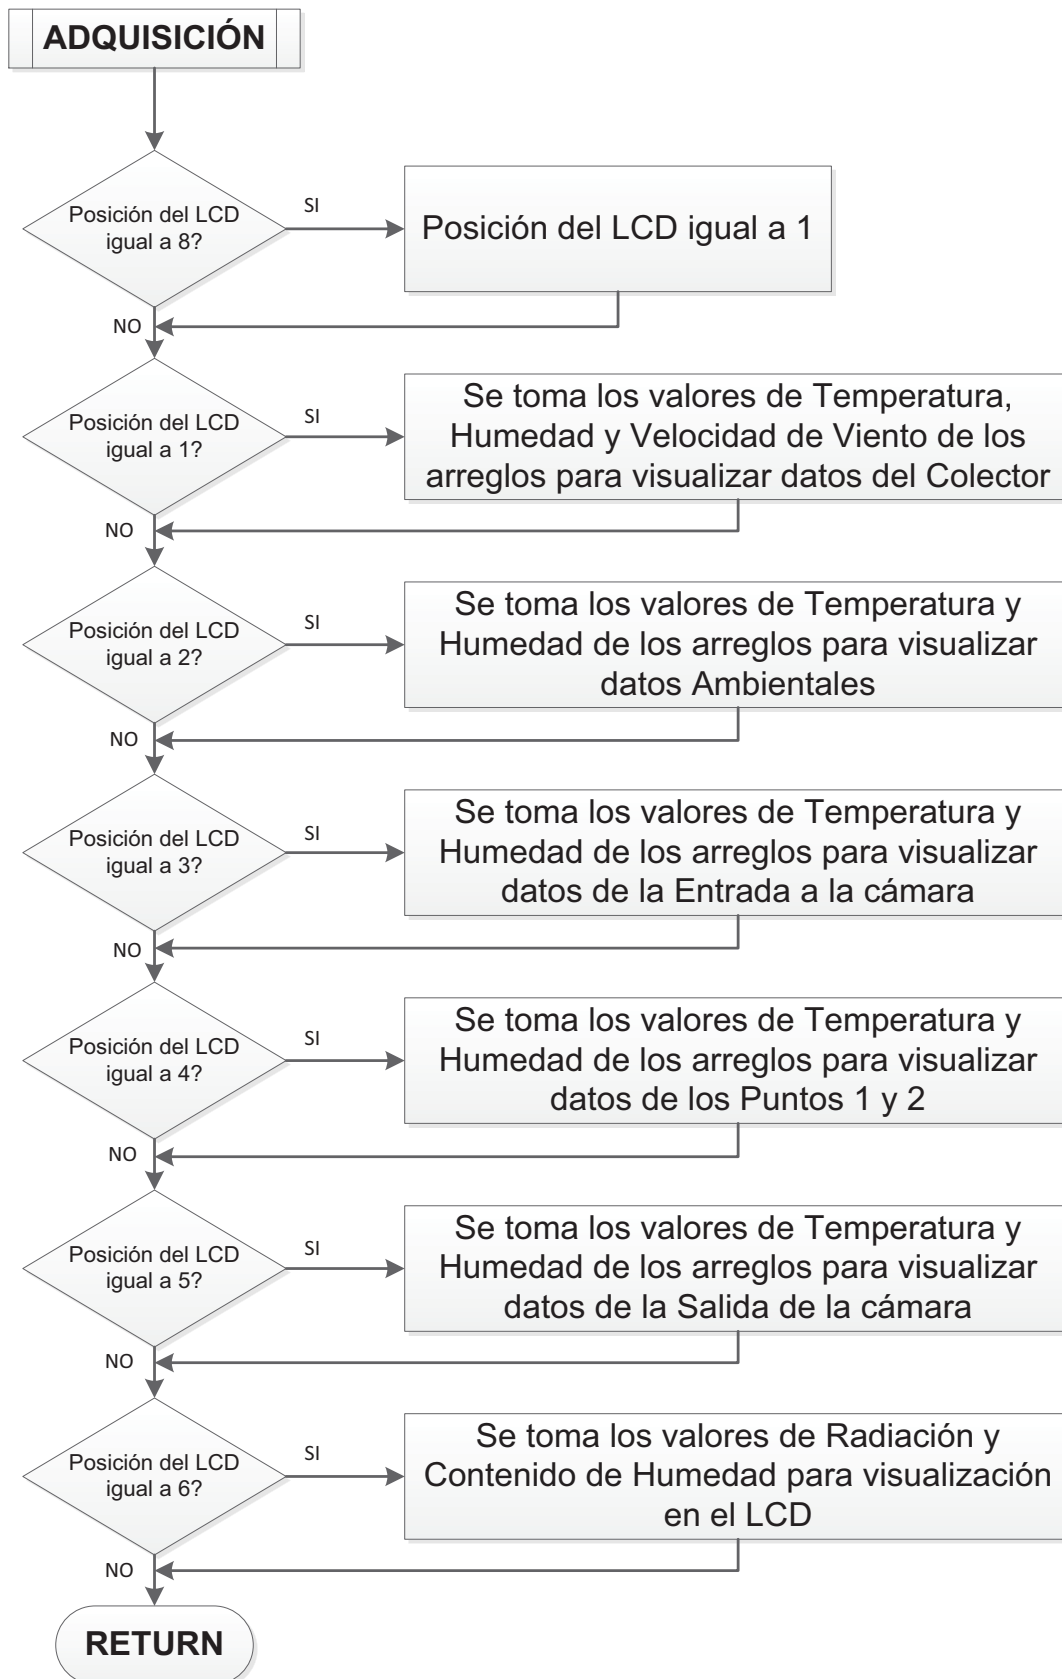 ADQUISICIÓN
Posición del LCD
igual a 8?
SI
Posición del LCD igual a 1
NO
Posición del LCD
igual a 1?
SI
Se toma los valores de Temperatura,
Humedad y Velocidad de Viento de los
arreglos para visualizar datos del Colector
NO
Posición del LCD
igual a 2?
SI
Se toma los valores de Temperatura y
Humedad de los arreglos para visualizar
datos Ambientales
NO
Posición del LCD
igual a 3?
SI
Se toma los valores de Temperatura y
Humedad de los arreglos para visualizar
datos de la Entrada a la cámara
NO
Posición del LCD
igual a 4?
SI
Se toma los valores de Temperatura y
Humedad de los arreglos para visualizar
datos de los Puntos 1 y 2
NO
Posición del LCD
igual a 5?
SI
Se toma los valores de Temperatura y
Humedad de los arreglos para visualizar
datos de la Salida de la cámara
NO
Posición del LCD
igual a 6?
SI
Se toma los valores de Radiación y
Contenido de Humedad para visualización
en el LCD
NO
RETURN